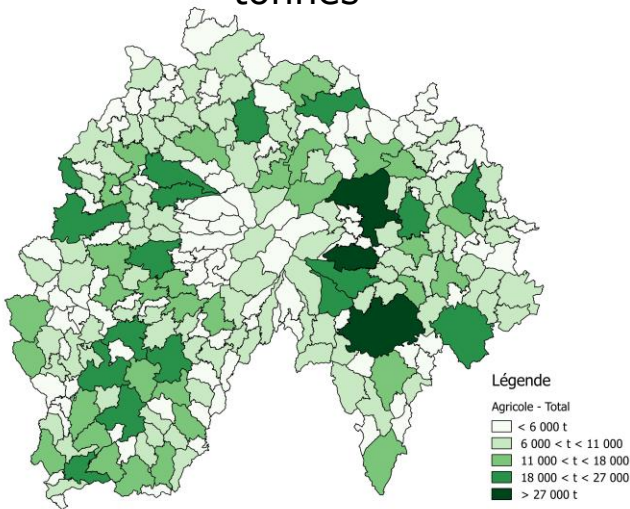 tonnes
Légende
Agricole - Total
< 6 000 t
6 000 < t < 11 000
11 000 < t < 18 000
18 000 < t < 27 000
> 27 000 t